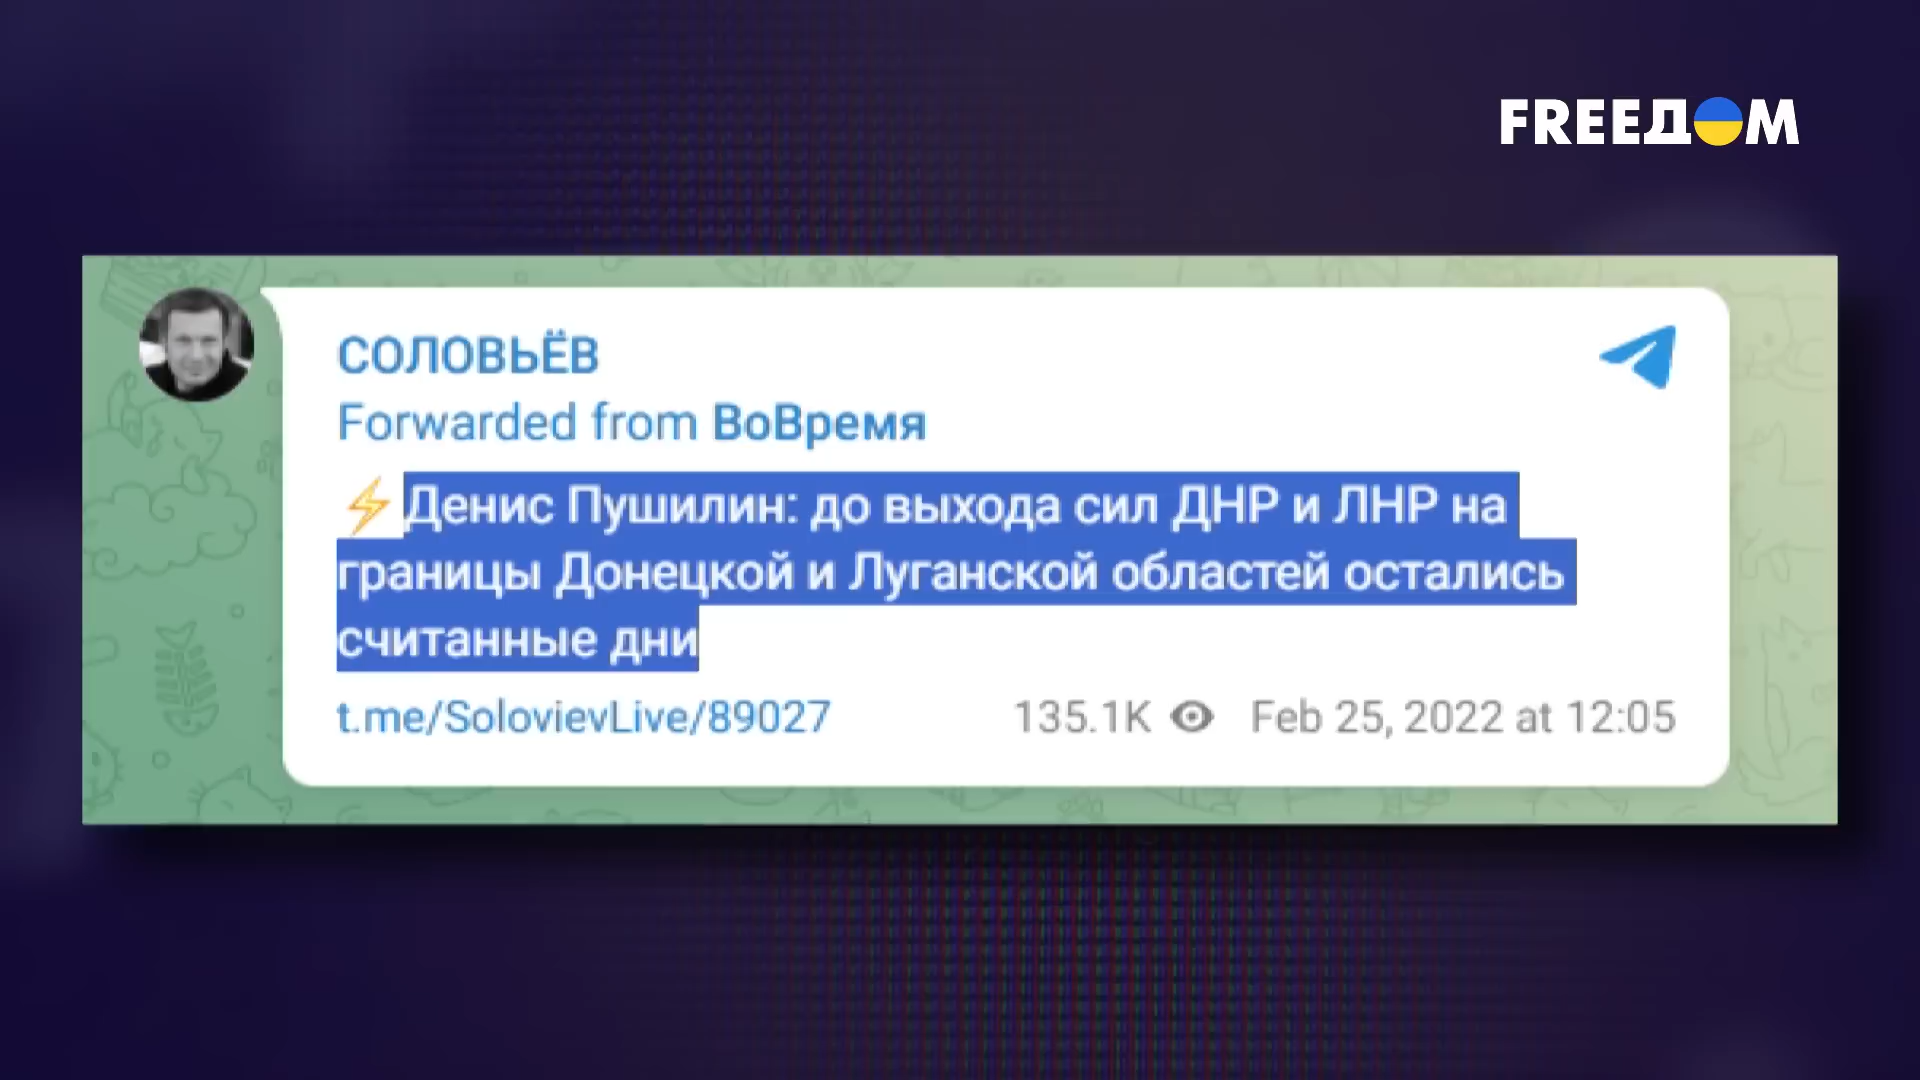 FREEДOM
СОЛОВЬЁВ
Forwarded from ВоВремя
⚡Денис Пушилин: до выхода сил ДНР и ЛНР на
границы Донецкой и Луганской областей остались
считанные дни
t.me/SolovievLive/89027 135.1K Feb 25, 2022 at 12:05